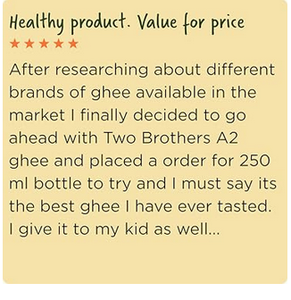 Healthy product. Value for price
After researching about different
brands of ghee available in the
market I finally decided to go
ahead with Two Brothers A2
ghee and placed a order for 250
ml bottle to try and I must say its
the best ghee I have ever tasted.
I give it to my kid as well...